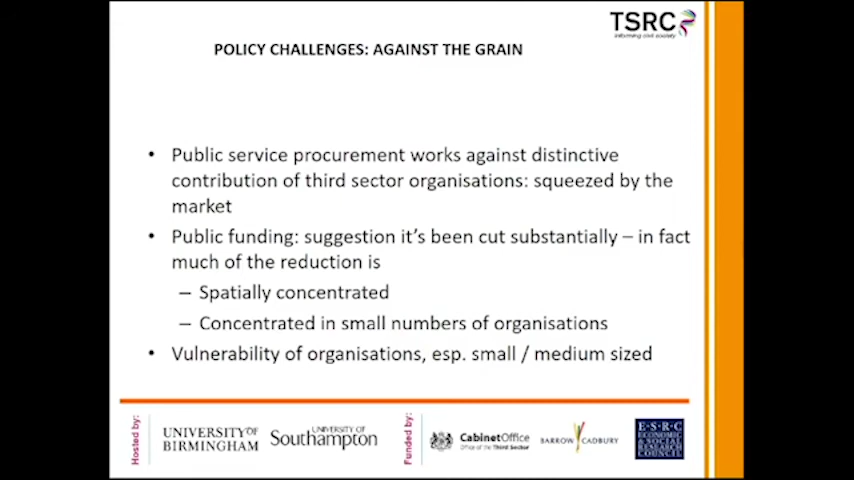 TSRC
informing civil society
POLICY CHALLENGES: AGAINST THE GRAIN
• Public service procurement works against distinctive
contribution of third sector organisations: squeezed by the
market
• Public funding: suggestion it's been cut substantially – in fact
much of the reduction is
– Spatially concentrated
– Concentrated in small numbers of organisations
• Vulnerability of organisations, esp. small / medium sized
Hosted by:
UNIVERSITY OF
BIRMINGHAM
UNIVERSITY OF
Southampton
Funded by:
CabinetOffice
Office of the Third Sector
BARROW CADBURY
E·S·R·C
ECONOMIC
& SOCIAL
RESEARCH
COUNCIL